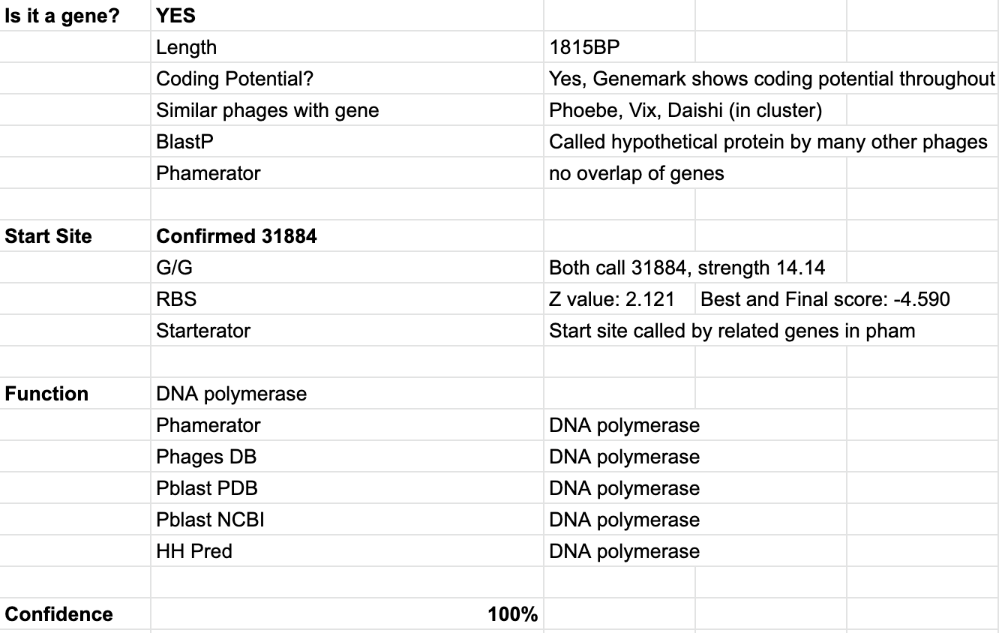 Is it a gene? YES
Length 1815BP
Coding Potential? Yes, Genemark shows coding potential throughout
Similar phages with gene Phoebe, Vix, Daishi (in cluster)
BlastP Called hypothetical protein by many other phages
Phamerator no overlap of genes
Start Site Confirmed 31884
G/G Both call 31884, strength 14.14
RBS Z value: 2.121 Best and Final score: -4.590
Starterator Start site called by related genes in pham
Function DNA polymerase
Phamerator DNA polymerase
Phages DB DNA polymerase
Pblast PDB DNA polymerase
Pblast NCBI DNA polymerase
HH Pred DNA polymerase
Confidence 100%